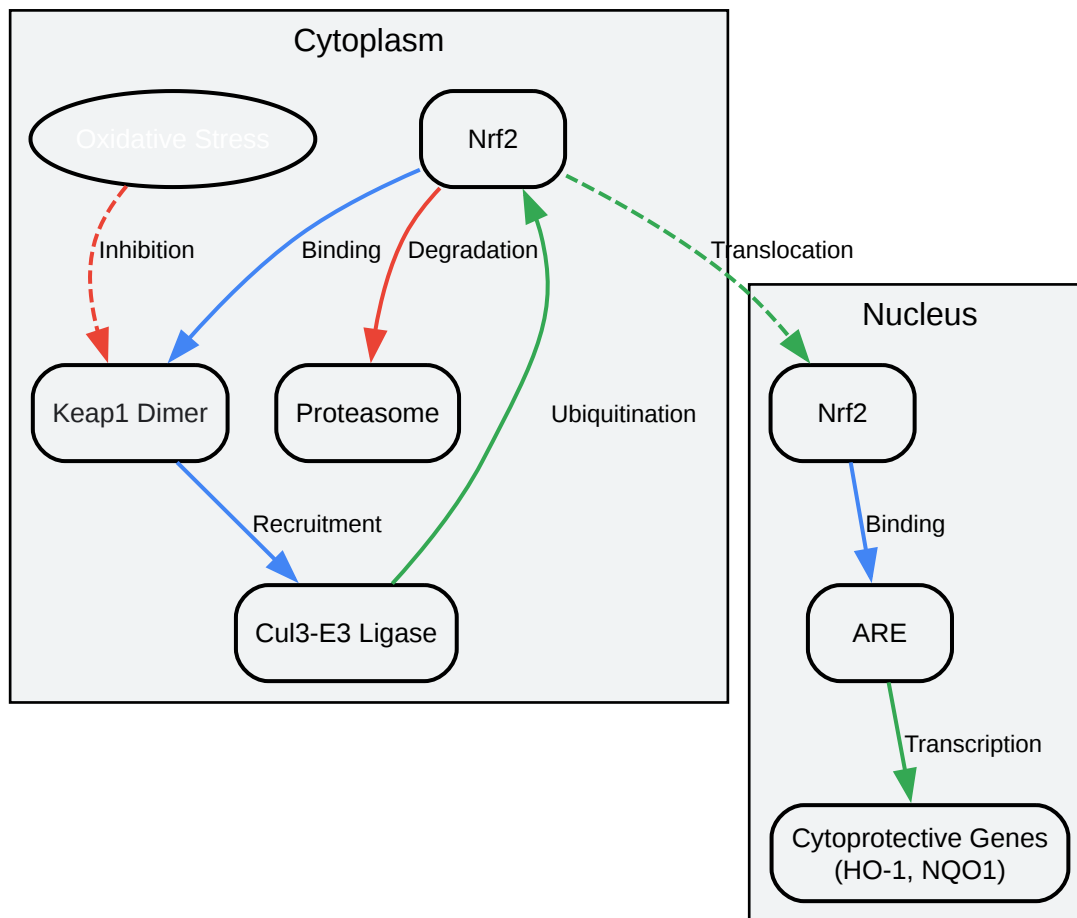 Cytoplasm
Oxidative Stress
Nrf2
Inhibition
Binding
Degradation
Translocation
Nucleus
Keap1 Dimer
Proteasome
Ubiquitination
Nrf2
Recruitment
Binding
Cul3-E3 Ligase
ARE
Transcription
Cytoprotective Genes
(HO-1, NQO1)